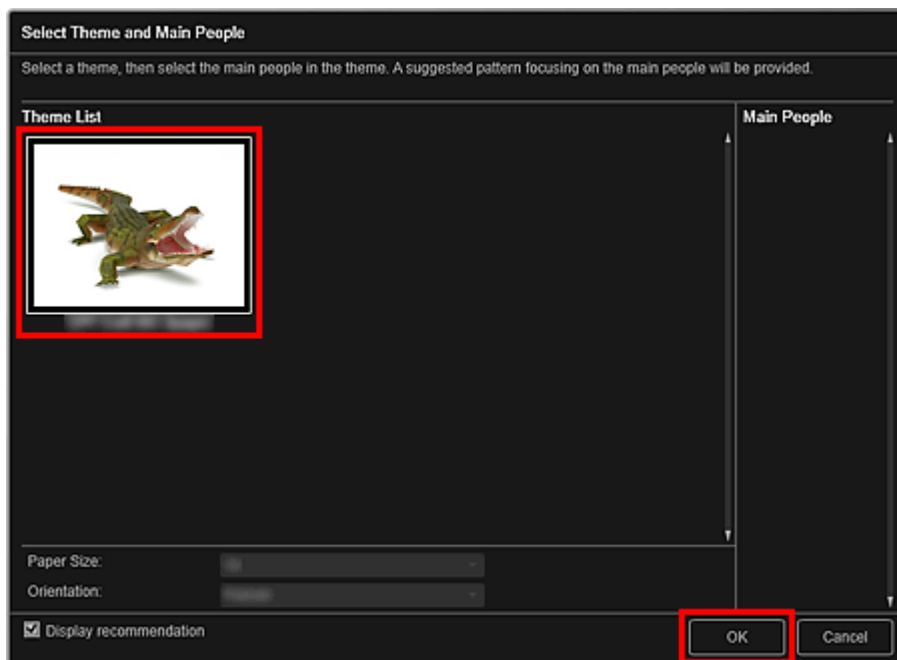 Select Theme and Main People
Select a theme, then select the main people in the theme. A suggested pattern focusing on the main people will be provided.
Theme List
Main People
Paper Size:
Orientation:
Display recommendation
OK
Cancel